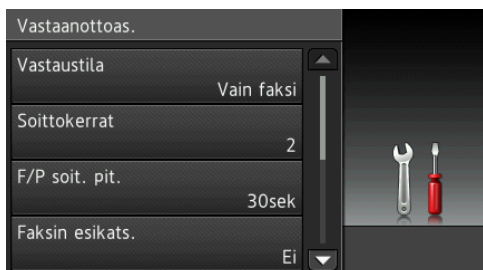 Vastaanottoas.
Vastaustila
Vain faksi
Soittokerrat
2
F/P soit. pit.
30sek
Faksin esikats.
Ei